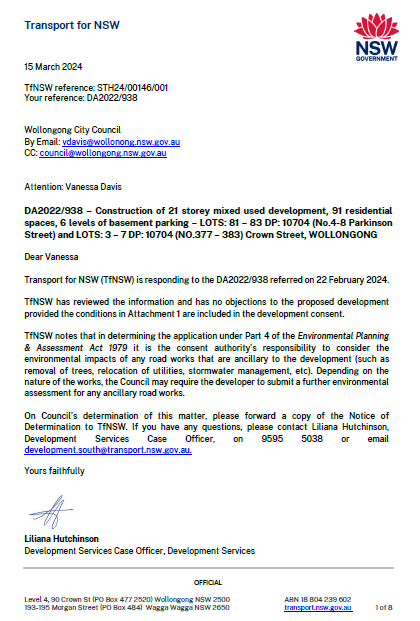 Transport for NSW
NSW
GOVERNMENT
15 March 2024
TfNSW reference: STH24/00146/001
Your reference: DA2022/938
Wollongong City Council
By Email: vdavis@wollonong.nsw.gov.au
CC: council@wollongong.nsw.gov.au
Attention: Vanessa Davis
DA2022/938 – Construction of 21 storey mixed used development, 91 residential
spaces, 6 levels of basement parking – LOTS: 81 – 83 DP: 10704 (No.4-8 Parkinson
Street) and LOTS: 3 – 7 DP: 10704 (NO.377 – 383) Crown Street, WOLLONGONG
Dear Vanessa
Transport for NSW (TfNSW) is responding to the DA2022/938 referred on 22 February 2024.
TfNSW has reviewed the information and has no objections to the proposed development
provided the conditions in Attachment 1 are included in the development consent.
TfNSW notes that in determining the application under Part 4 of the Environmental Planning
& Assessment Act 1979 it is the consent authority's responsibility to consider the
environmental impacts of any road works that are ancillary to the development (such as
removal of trees, relocation of utilities, stormwater management, etc). Depending on the
nature of the works, the Council may require the developer to submit a further environmental
assessment for any ancillary road works.
On Council's determination of this matter, please forward a copy of the Notice of
Determination to TfNSW. If you have any questions, please contact Liliana Hutchinson,
Development Services Case Officer, on 9595 5038 or email
development.south@transport.nsw.gov.au.
Yours faithfully
Liliana Hutchinson
Development Services Case Officer, Development Services
OFFICIAL
Level 4, 90 Crown St (PO Box 477 2520) Wollongong NSW 2500 ABN 18 804 239 602
193-195 Morgan Street (PO Box 484) Wagga Wagga NSW 2650 transport.nsw.gov.au 1 of 8